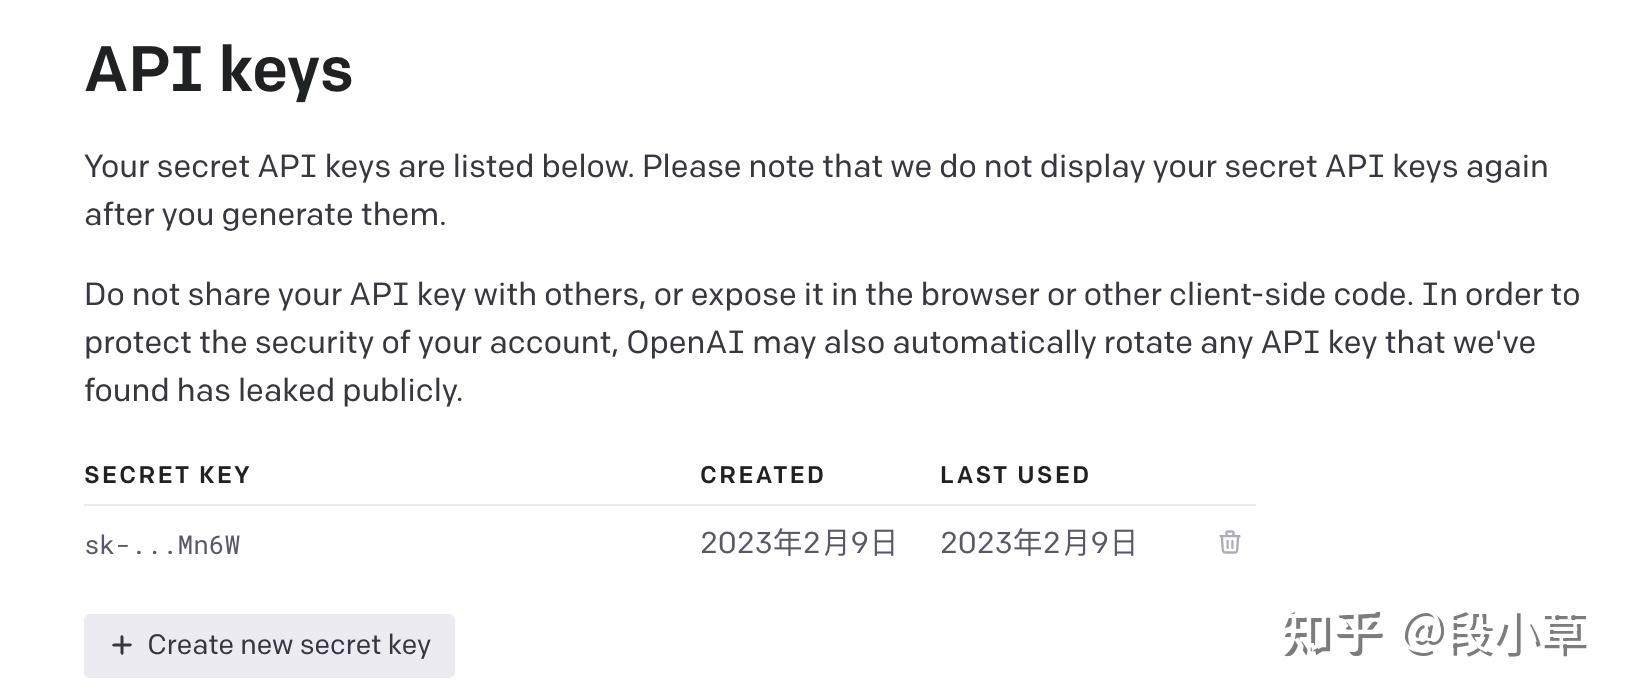 API keys
Your secret API keys are listed below. Please note that we do not display your secret API keys again
after you generate them.
Do not share your API key with others, or expose it in the browser or other client-side code. In order to
protect the security of your account, OpenAI may also automatically rotate any API key that we've
found has leaked publicly.
SECRET KEY CREATED LAST USED
sk-...Mn6W 2023年2月9日 2023年2月9日
+ Create new secret key
知乎 @段小草